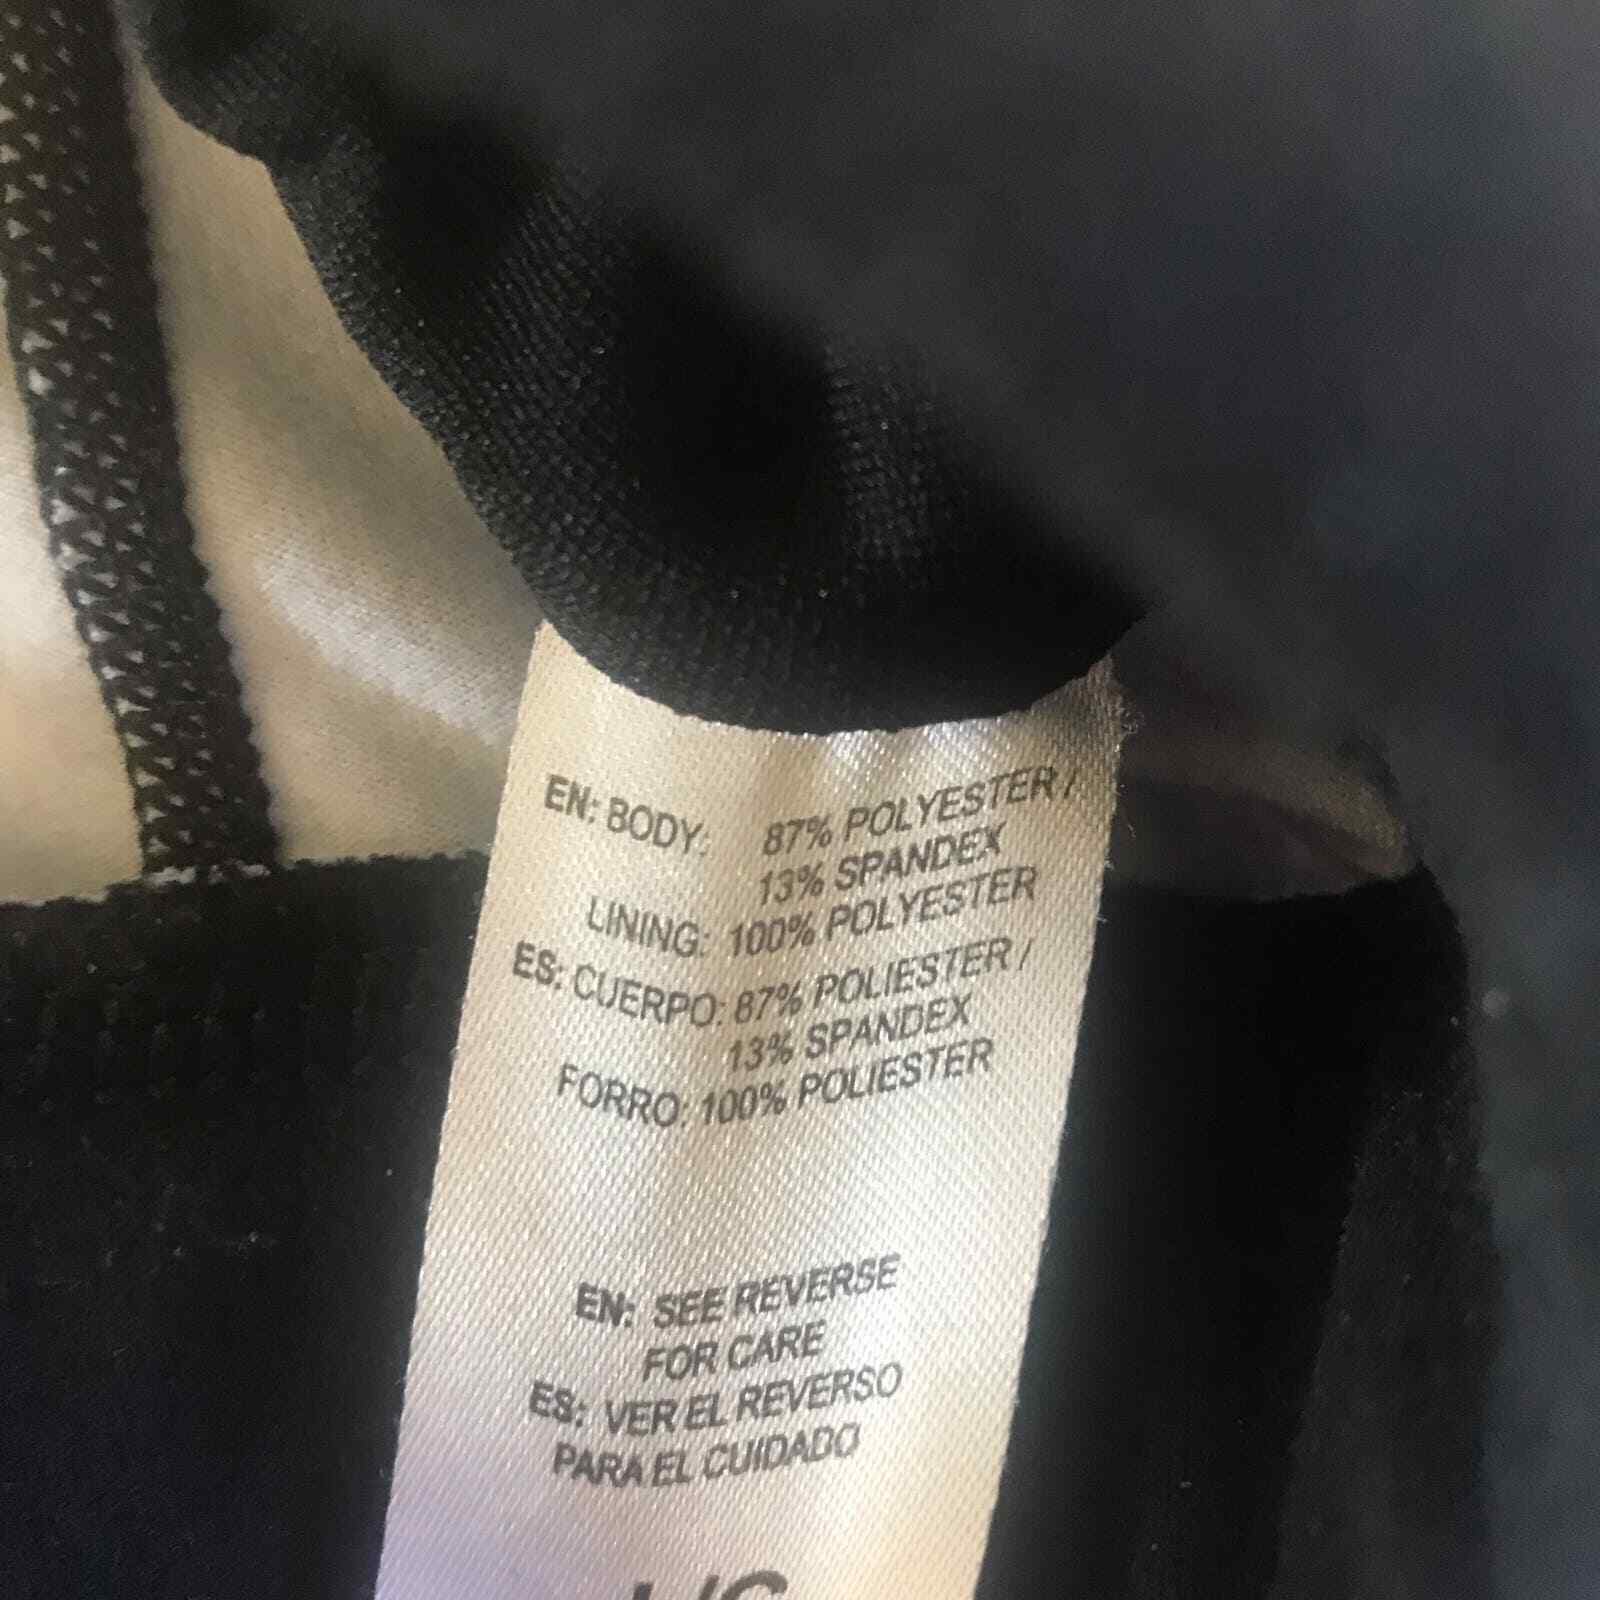 EN: BODY: 87% POLYESTER /
13% SPANDEX
LINING: 100% POLYESTER
ES: CUERPO: 87% POLIESTER /
13% SPANDEX
FORRO: 100% POLIESTER
EN: SEE REVERSE
FOR CARE
ES: VER EL REVERSO
PARA EL CUIDADO